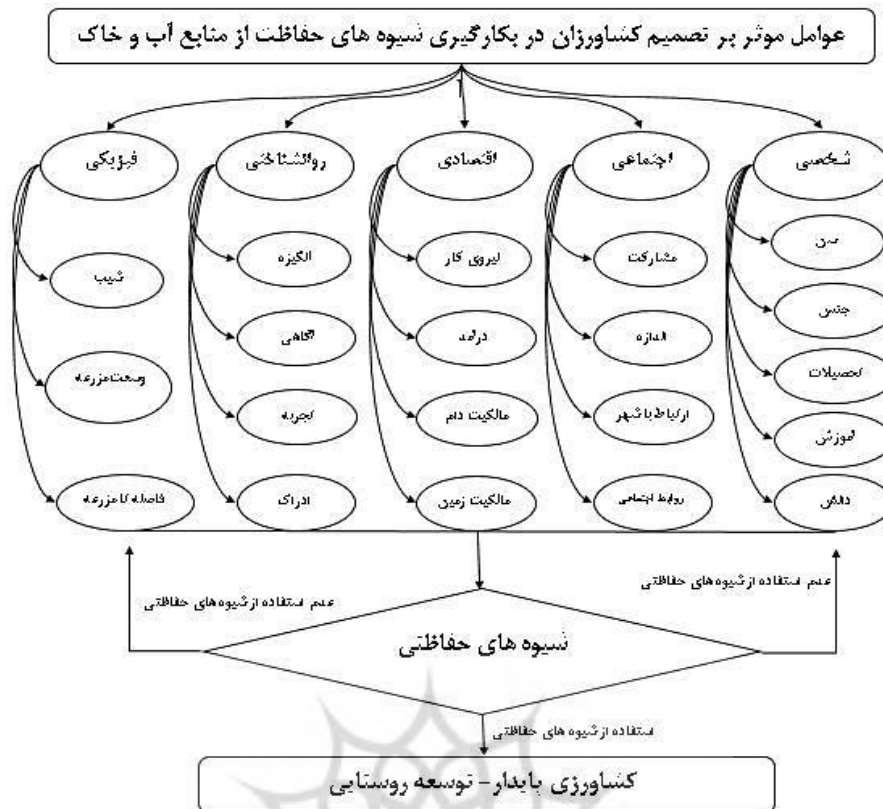 عوامل موثر بر تصمیم کشاورزان در بکارگیری شیوه های حفاظت از منابع آب و خاک
شخصی
اجتماعی
اقتصادی
روانشناختی
فیزیکی
سن
جنس
تحصیلات
آموزش
دانش
مشارکت
اندازه
ارتباط با شهر
روابط اجتماعی
نیروی کار
درآمد
مالکیت دام
مالکیت زمین
انگیزه
آگاهی
تجربه
ادراک
شیب
وسعت مزرعه
فاصله تا مزرعه
عدم استفاده از شیوه های حفاظتی
عدم استفاده از شیوه های حفاظتی
شیوه های حفاظتی
استفاده از شیوه های حفاظتی
کشاورزی پایدار- توسعه روستایی